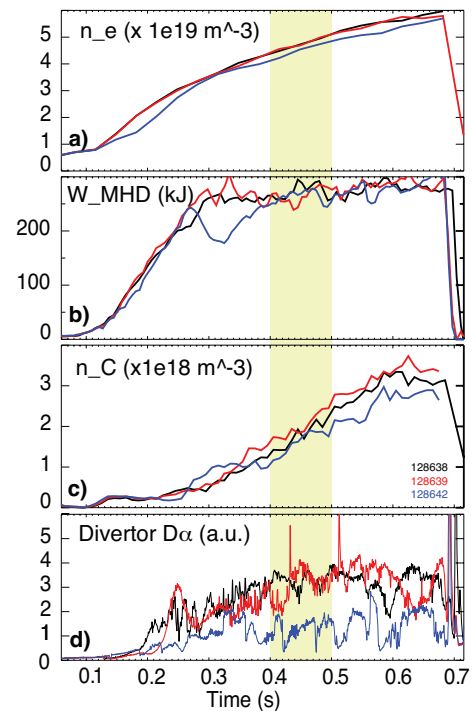 n_e (x 1e19 m^-3)
5
4
3
2
1
0
a)
W_MHD (kJ)
200
100
0
b)
n_C (x1e18 m^-3)
3
2
1
0
c)
128638
128639
128642
Divertor Dα (a.u.)
5
4
3
2
1
0
d)
0.1 0.2 0.3 0.4 0.5 0.6 0.7
Time (s)